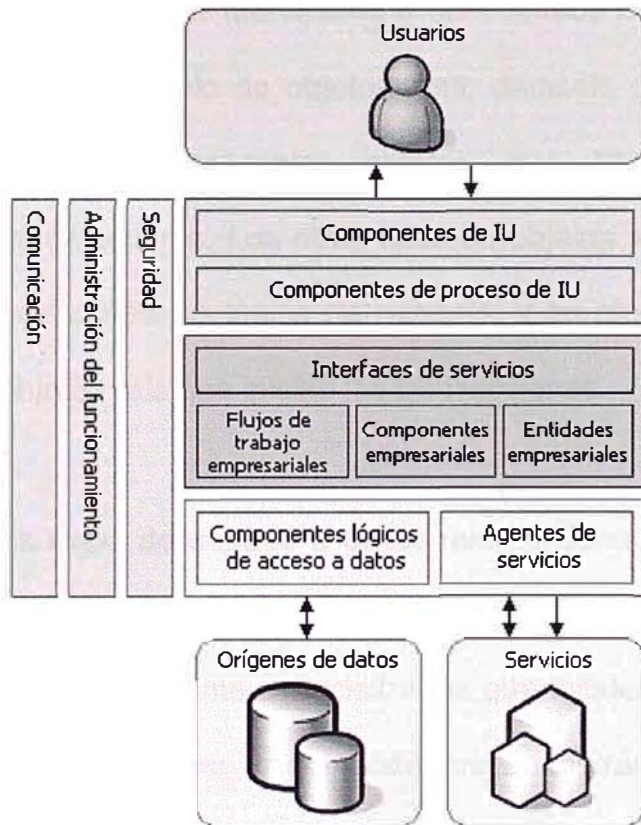 Usuarios
Comunicación
Administración del funcionamiento
Seguridad
Componentes de IU
Componentes de proceso de IU
Interfaces de servicios
Flujos de
trabajo
empresariales
Componentes
empresariales
Entidades
empresariales
Componentes lógicos
de acceso a datos
Agentes de
servicios
Orígenes de datos
Servicios